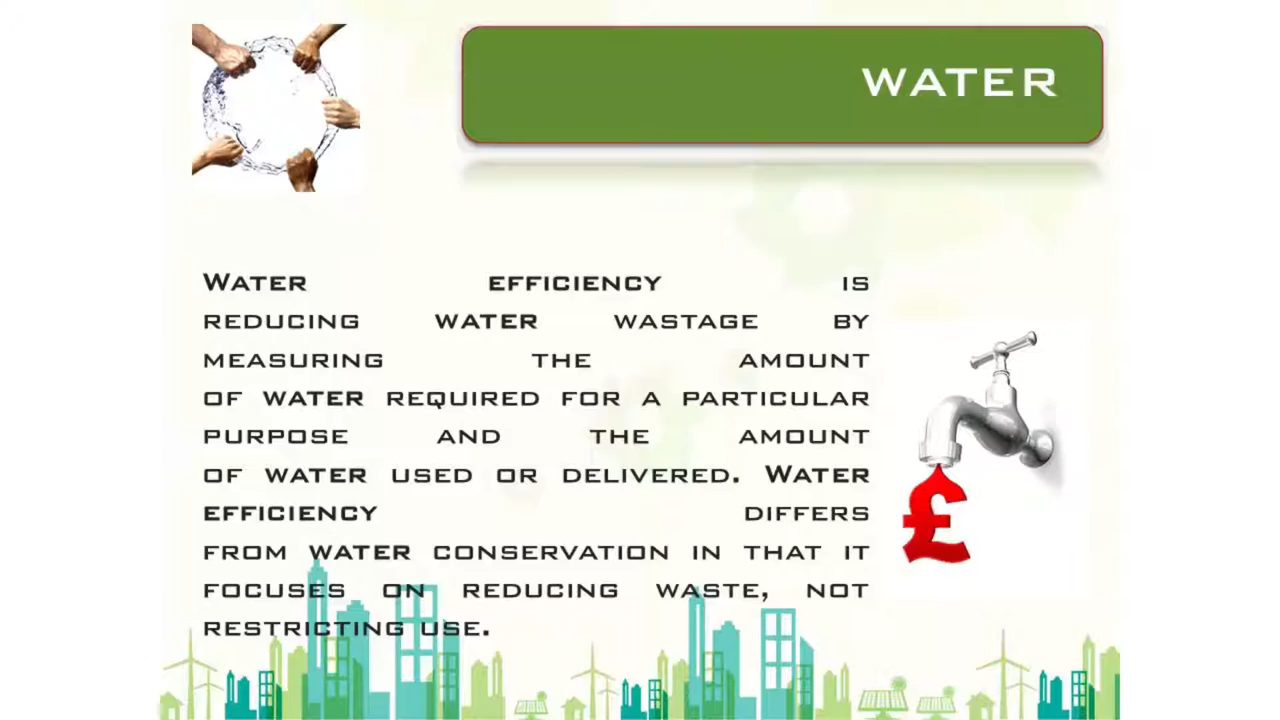 WATER
WATER EFFICIENCY IS
REDUCING WATER WASTAGE BY
MEASURING THE AMOUNT
OF WATER REQUIRED FOR A PARTICULAR
PURPOSE AND THE AMOUNT
OF WATER USED OR DELIVERED. WATER
EFFICIENCY DIFFERS
FROM WATER CONSERVATION IN THAT IT
FOCUSES ON REDUCING WASTE, NOT
RESTRICTING USE.
£